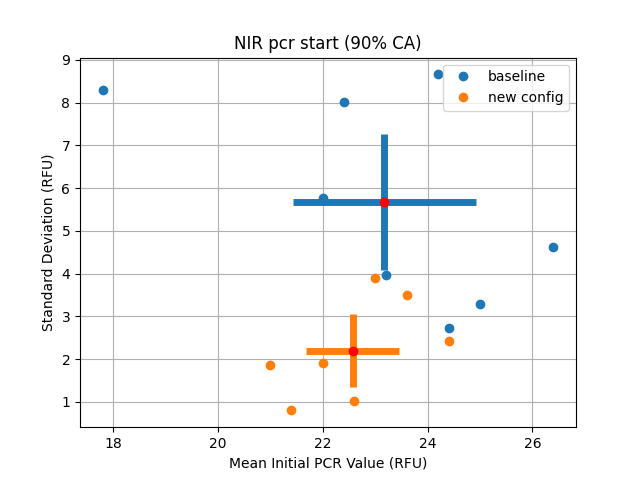 NIR pcr start (90% CA)
baseline
new config
9
8
7
6
5
4
3
2
1
Standard Deviation (RFU)
18 20 22 24 26
Mean Initial PCR Value (RFU)